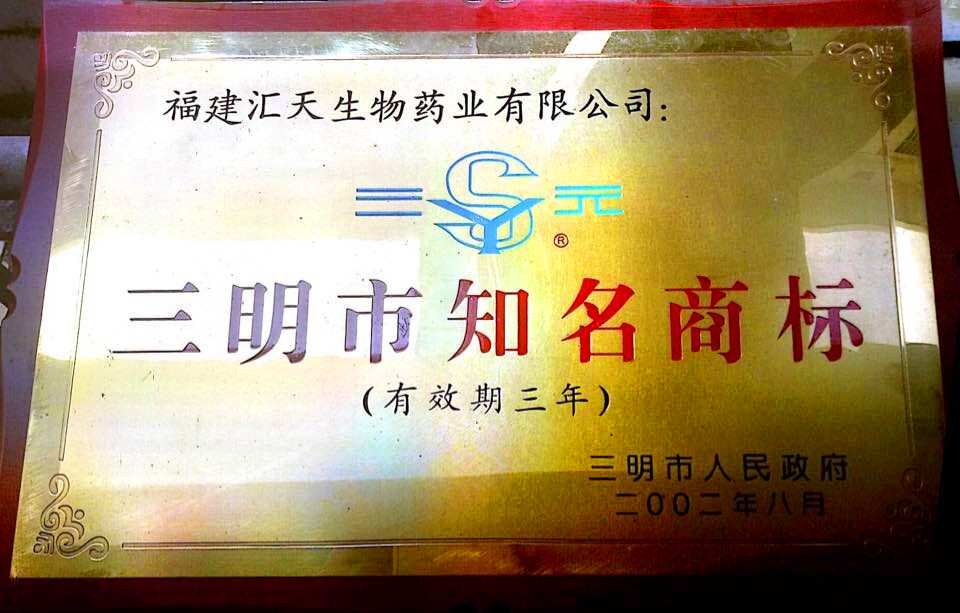 福建汇天生物药业有限公司:
三 SY 元 ®
三明市知名商标
(有效期三年)
三明市人民政府
二00二年八月